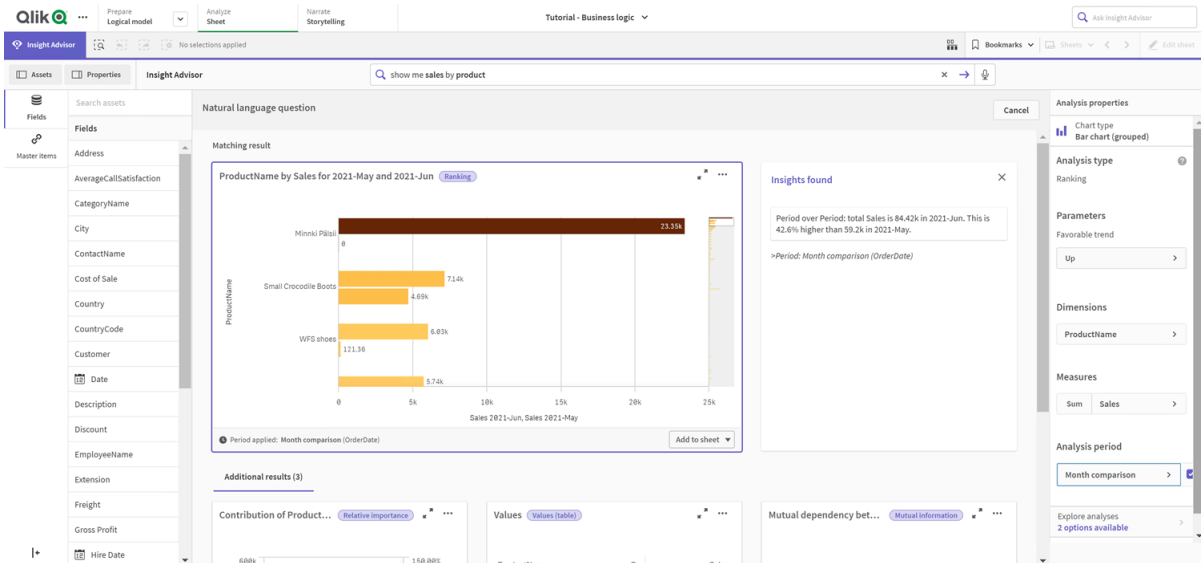 Qlik
Prepare
Logical model
Analyze
Sheet
Narrate
Storytelling
Tutorial - Business logic
Ask Insight Advisor
Insight Advisor
No selections applied
Bookmarks
Sheets
Edit sheet
Assets
Properties
Insight Advisor
show me sales by product
Fields
Master items
Search assets
Fields
Address
AverageCallSatisfaction
CategoryName
City
ContactName
Cost of Sale
Country
CountryCode
Customer
Date
Description
Discount
EmployeeName
Extension
Freight
Gross Profit
Hire Date
Natural language question
Cancel
Matching result
ProductName by Sales for 2021-May and 2021-Jun Ranking
ProductName
Minnki Pälsii
23.35k
0
Small Crocodile Boots
7.14k
4.69k
WFS shoes
6.03k
121.36
5.74k
0 5k 10k 15k 20k 25k
Sales 2021-Jun, Sales 2021-May
Period applied: Month comparison (OrderDate)
Add to sheet
Insights found
Period over Period: total Sales is 84.42k in 2021-Jun. This is
42.6% higher than 59.2k in 2021-May.
>Period: Month comparison (OrderDate)
Additional results (3)
Contribution of Product... Relative importance
600k 150.00%
Values Values (table)
Mutual dependency bet... Mutual information
Analysis properties
Chart type
Bar chart (grouped)
Analysis type
Ranking
Parameters
Favorable trend
Up
Dimensions
ProductName
Measures
Sum Sales
Analysis period
Month comparison
Explore analyses
2 options available